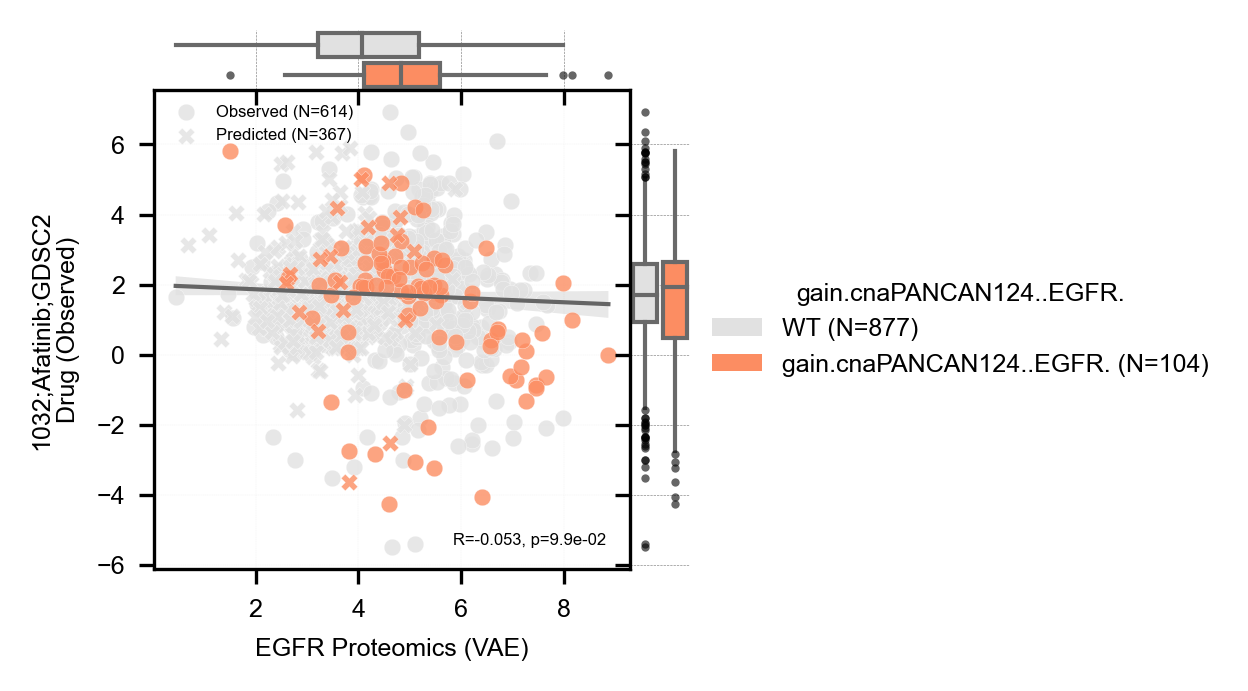 Observed (N=614)
Predicted (N=367)
6
4
2
0
−2
−4
−6
1032;Afatinib;GDSC2
Drug (Observed)
R=-0.053, p=9.9e-02
2
4
6
8
EGFR Proteomics (VAE)
gain.cnaPANCAN124..EGFR.
WT (N=877)
gain.cnaPANCAN124..EGFR. (N=104)